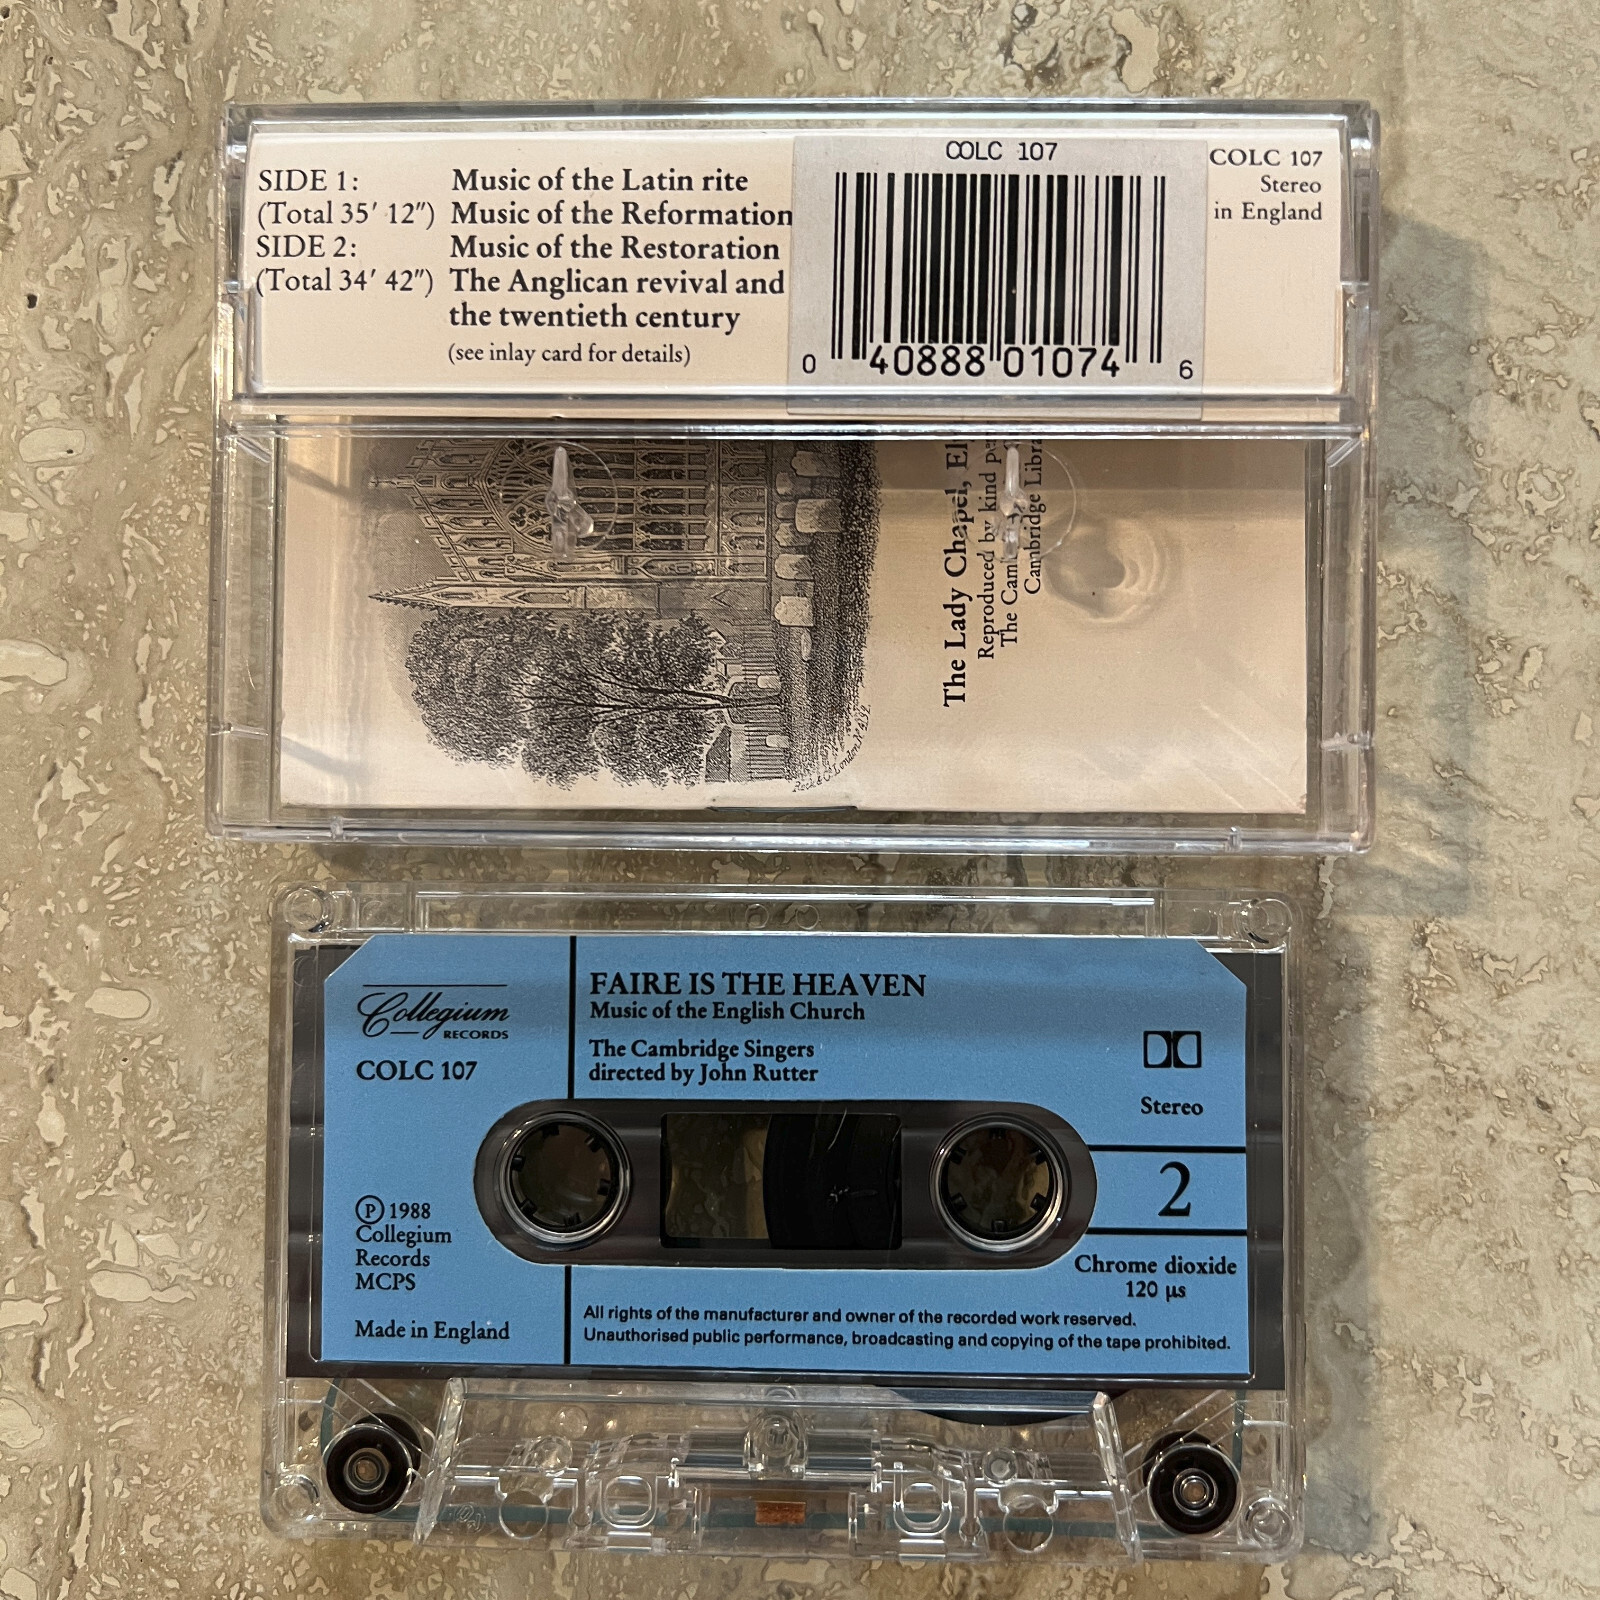 SIDE 1: Music of the Latin rite
(Total 35′ 12″) Music of the Reformation
SIDE 2: Music of the Restoration
(Total 34′ 42″) The Anglican revival and
the twentieth century
(see inlay card for details)
COLC 107
0 40888 01074 6
COLC 107
Stereo
in England
The Lady Chapel,
Reproduced by kind
The
Cambridge
Collegium
RECORDS
COLC 107
FAIRE IS THE HEAVEN
Music of the English Church
The Cambridge Singers
directed by John Rutter
Stereo
2
Chrome dioxide
120 µs
Ⓟ 1988
Collegium
Records
MCPS
Made in England
All rights of the manufacturer and owner of the recorded work reserved.
Unauthorised public performance, broadcasting and copying of the tape prohibited.